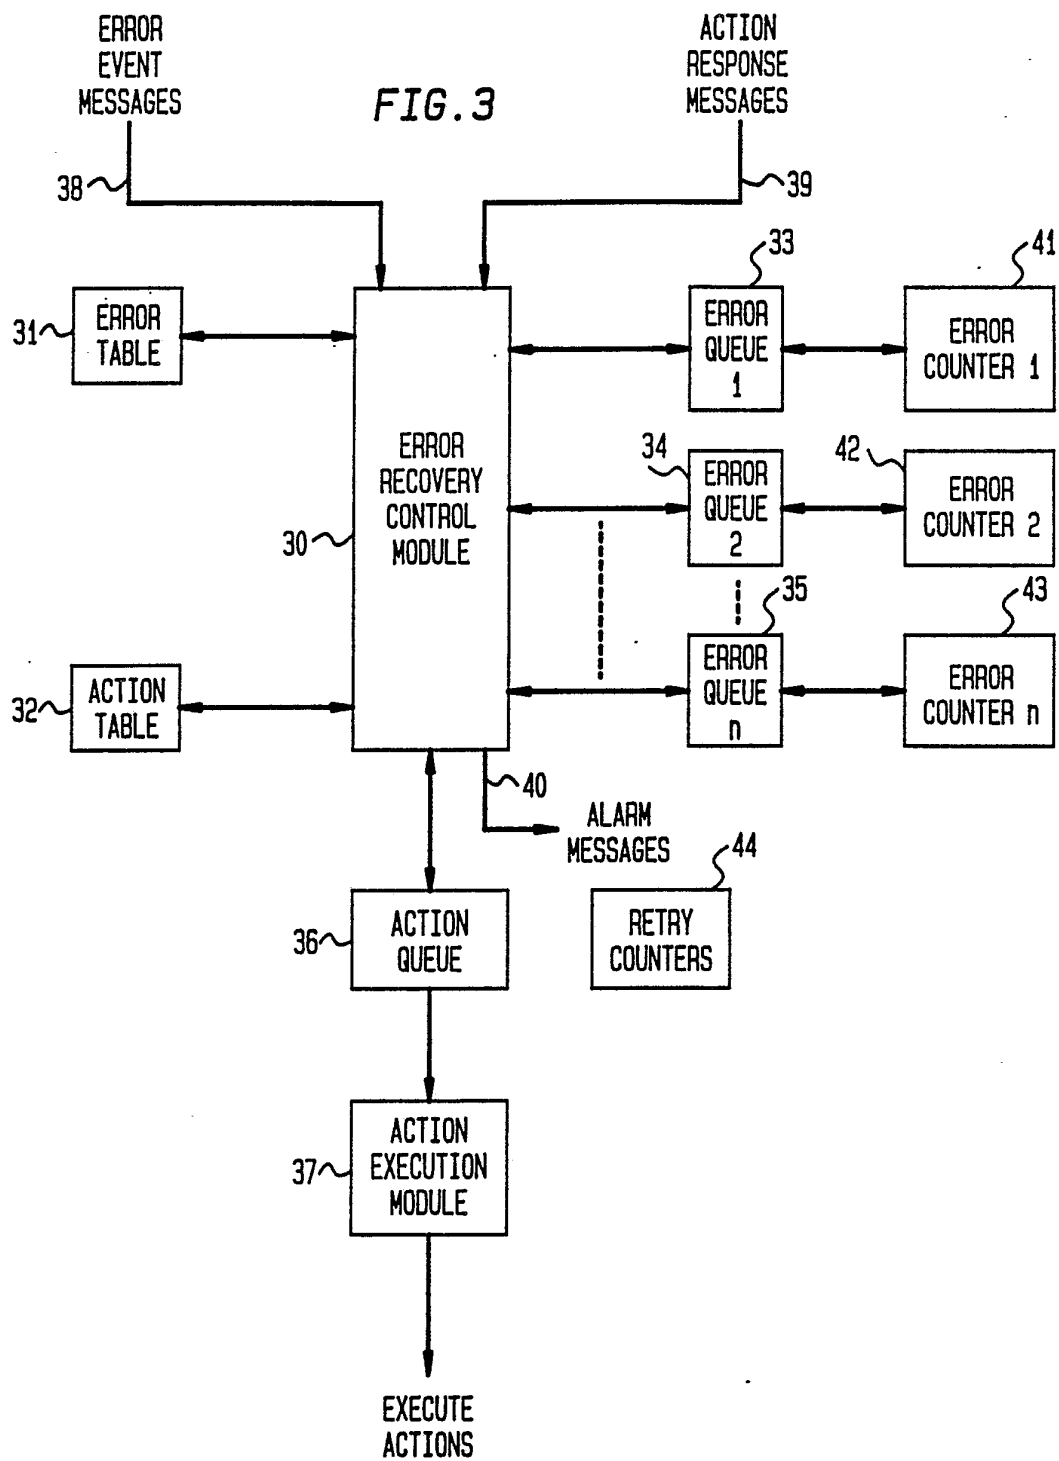 ERROR
EVENT
MESSAGES
FIG.3
ACTION
RESPONSE
MESSAGES
38
39
31
ERROR
TABLE
33
ERROR
QUEUE
1
41
ERROR
COUNTER 1
30
ERROR
RECOVERY
CONTROL
MODULE
34
ERROR
QUEUE
2
42
ERROR
COUNTER 2
35
ERROR
QUEUE
n
43
ERROR
COUNTER n
32
ACTION
TABLE
40
ALARM
MESSAGES
36
ACTION
QUEUE
44
RETRY
COUNTERS
37
ACTION
EXECUTION
MODULE
EXECUTE
ACTIONS